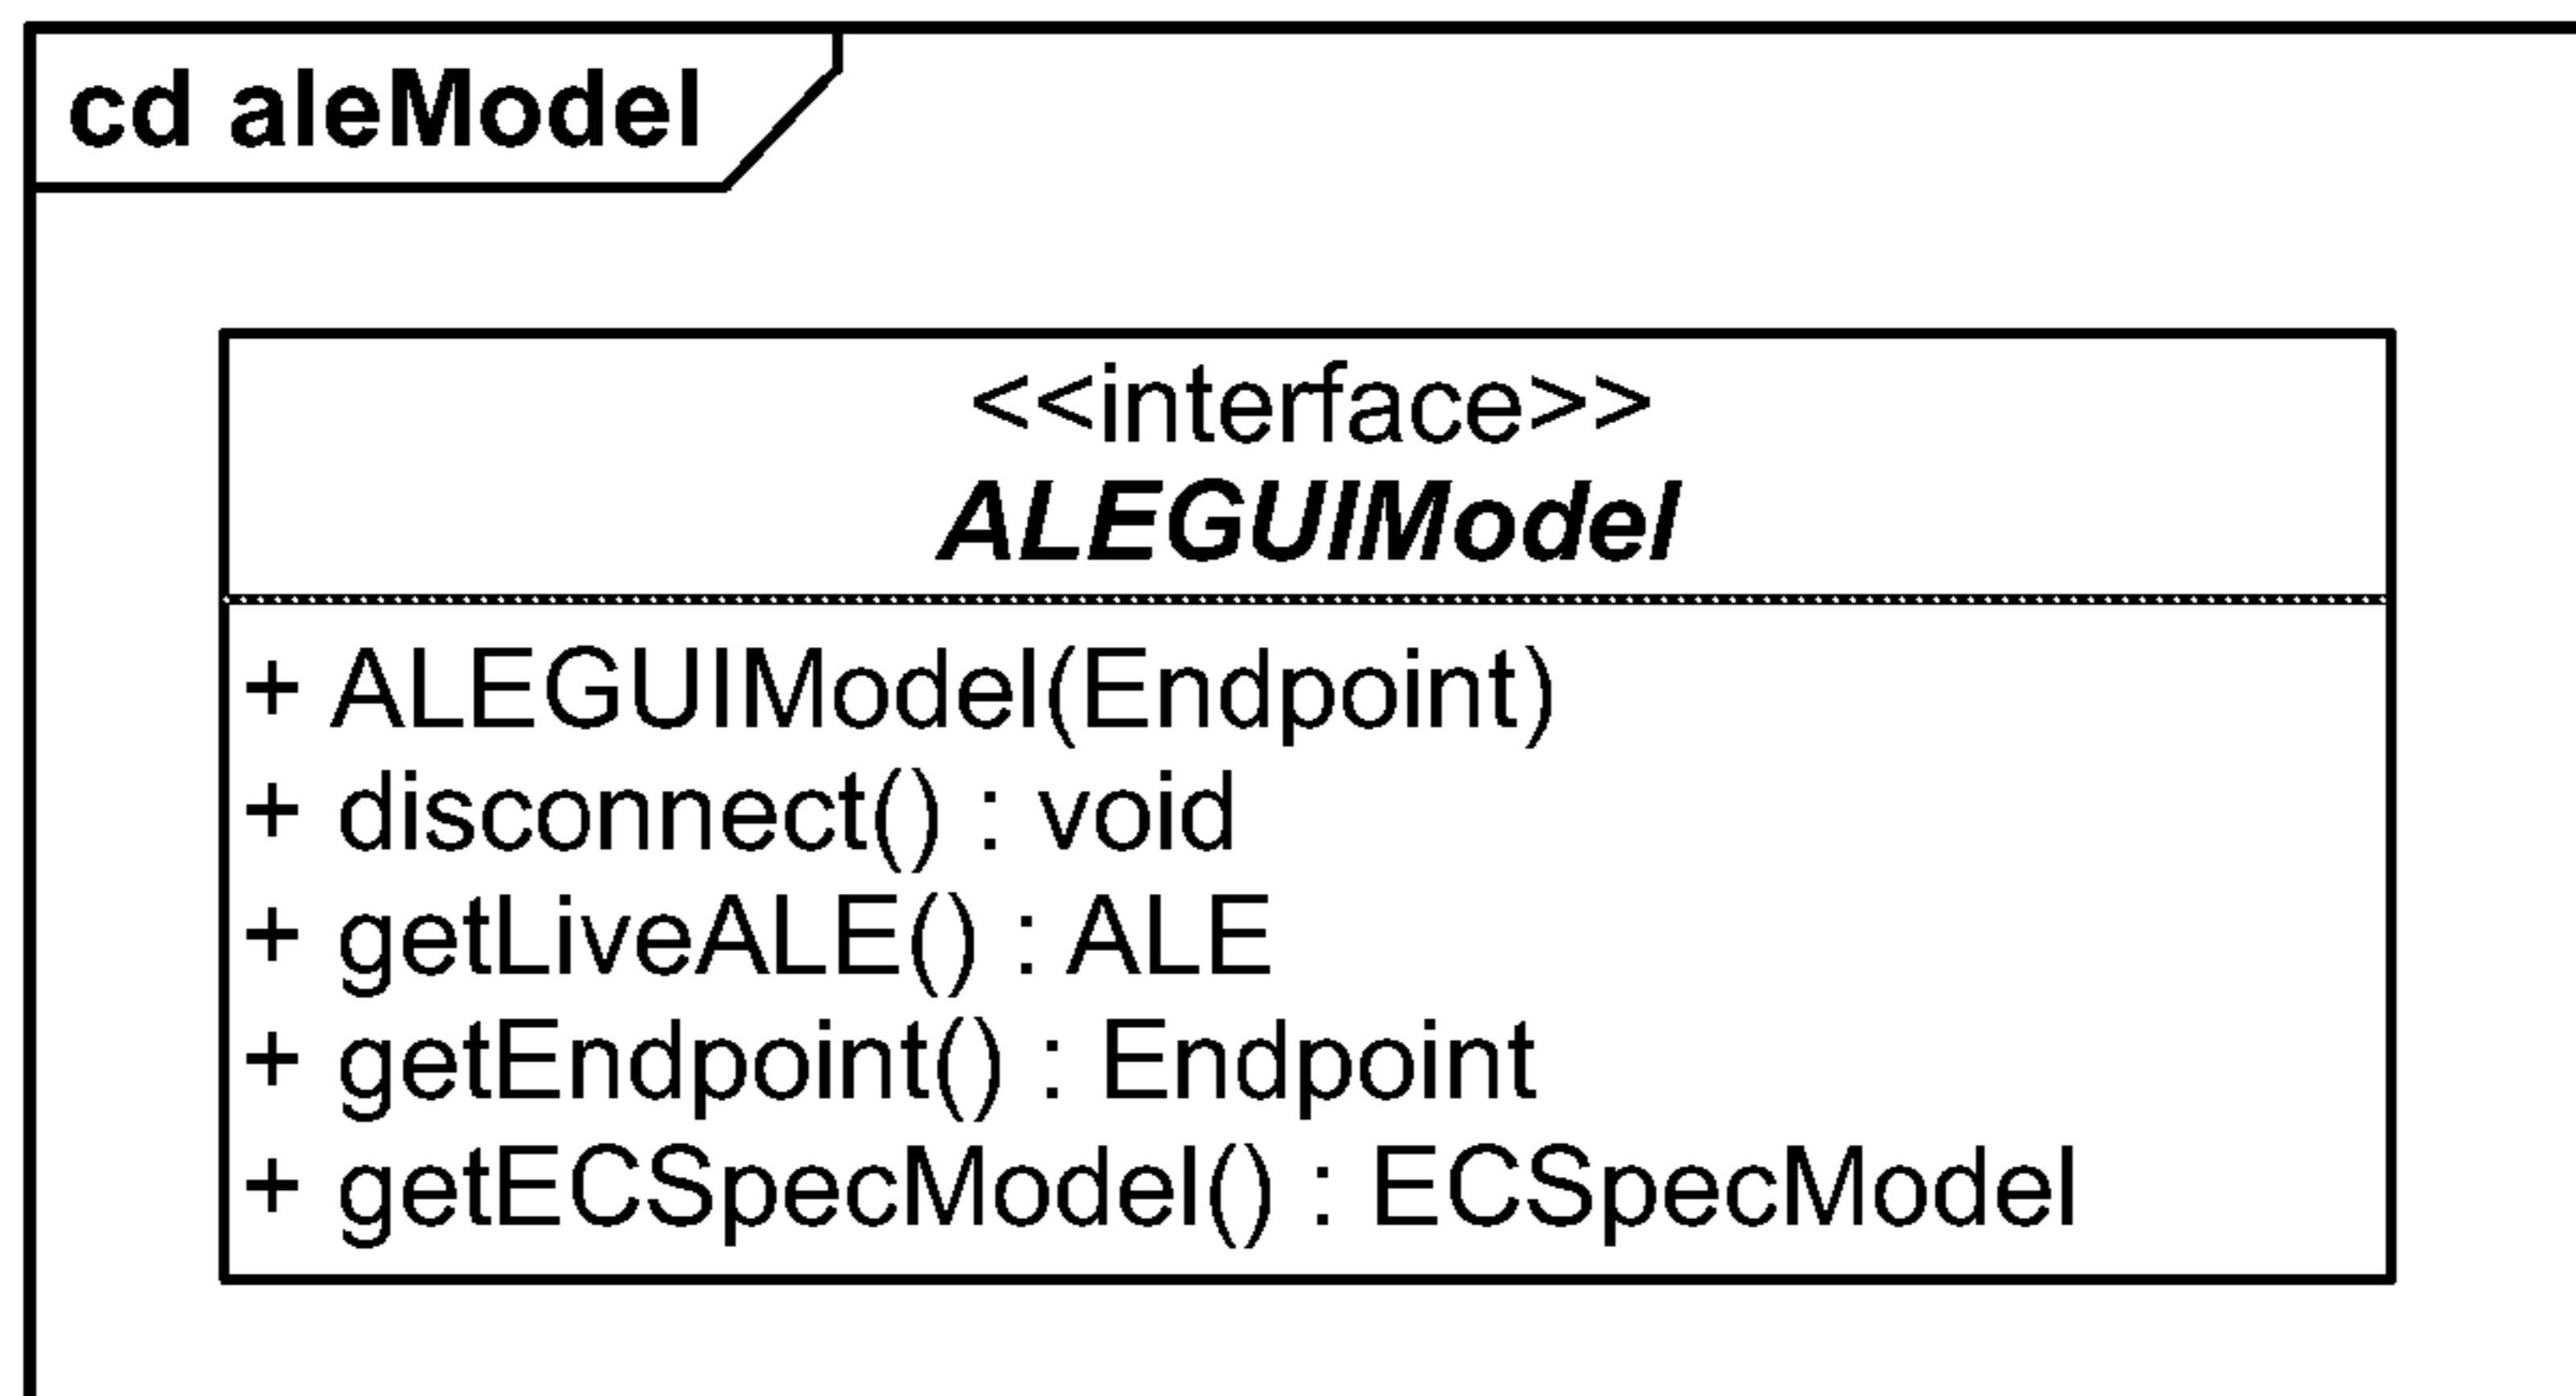 cd aleModel
<<interface>>
ALEGUIModel
+ ALEGUIModel(Endpoint)
+ disconnect() : void
+ getLiveALE() : ALE
+ getEndpoint() : Endpoint
+ getECSpecModel() : ECSpecModel